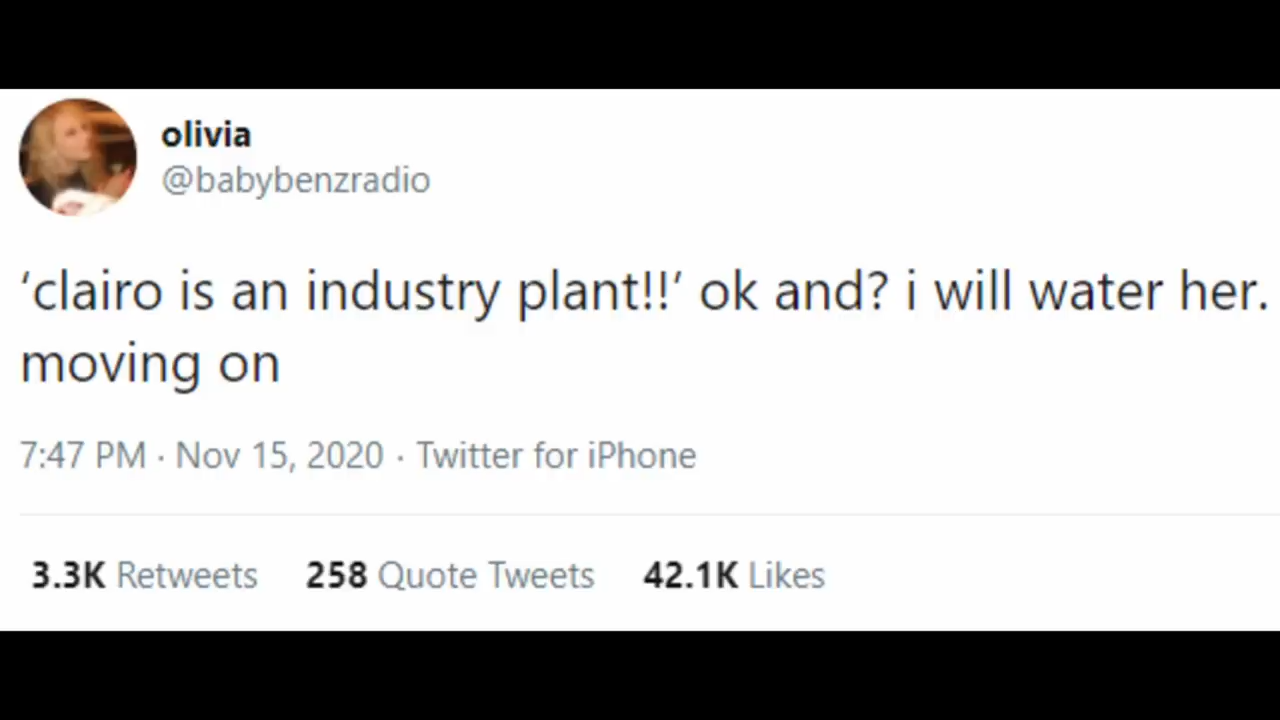 olivia
@babybenzradio
‘clairo is an industry plant!!’ ok and? i will water her.
moving on
7:47 PM · Nov 15, 2020 · Twitter for iPhone
3.3K Retweets 258 Quote Tweets 42.1K Likes